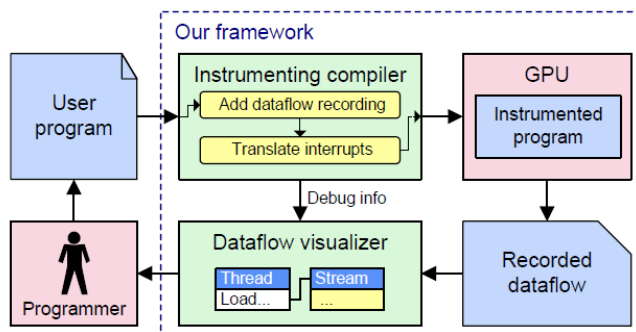 Our framework
User
program
Instrumenting compiler
Add dataflow recording
Translate interrupts
GPU
Instrumented
program
Debug info
Programmer
Dataflow visualizer
Thread
Load...
Stream
...
Recorded
dataflow